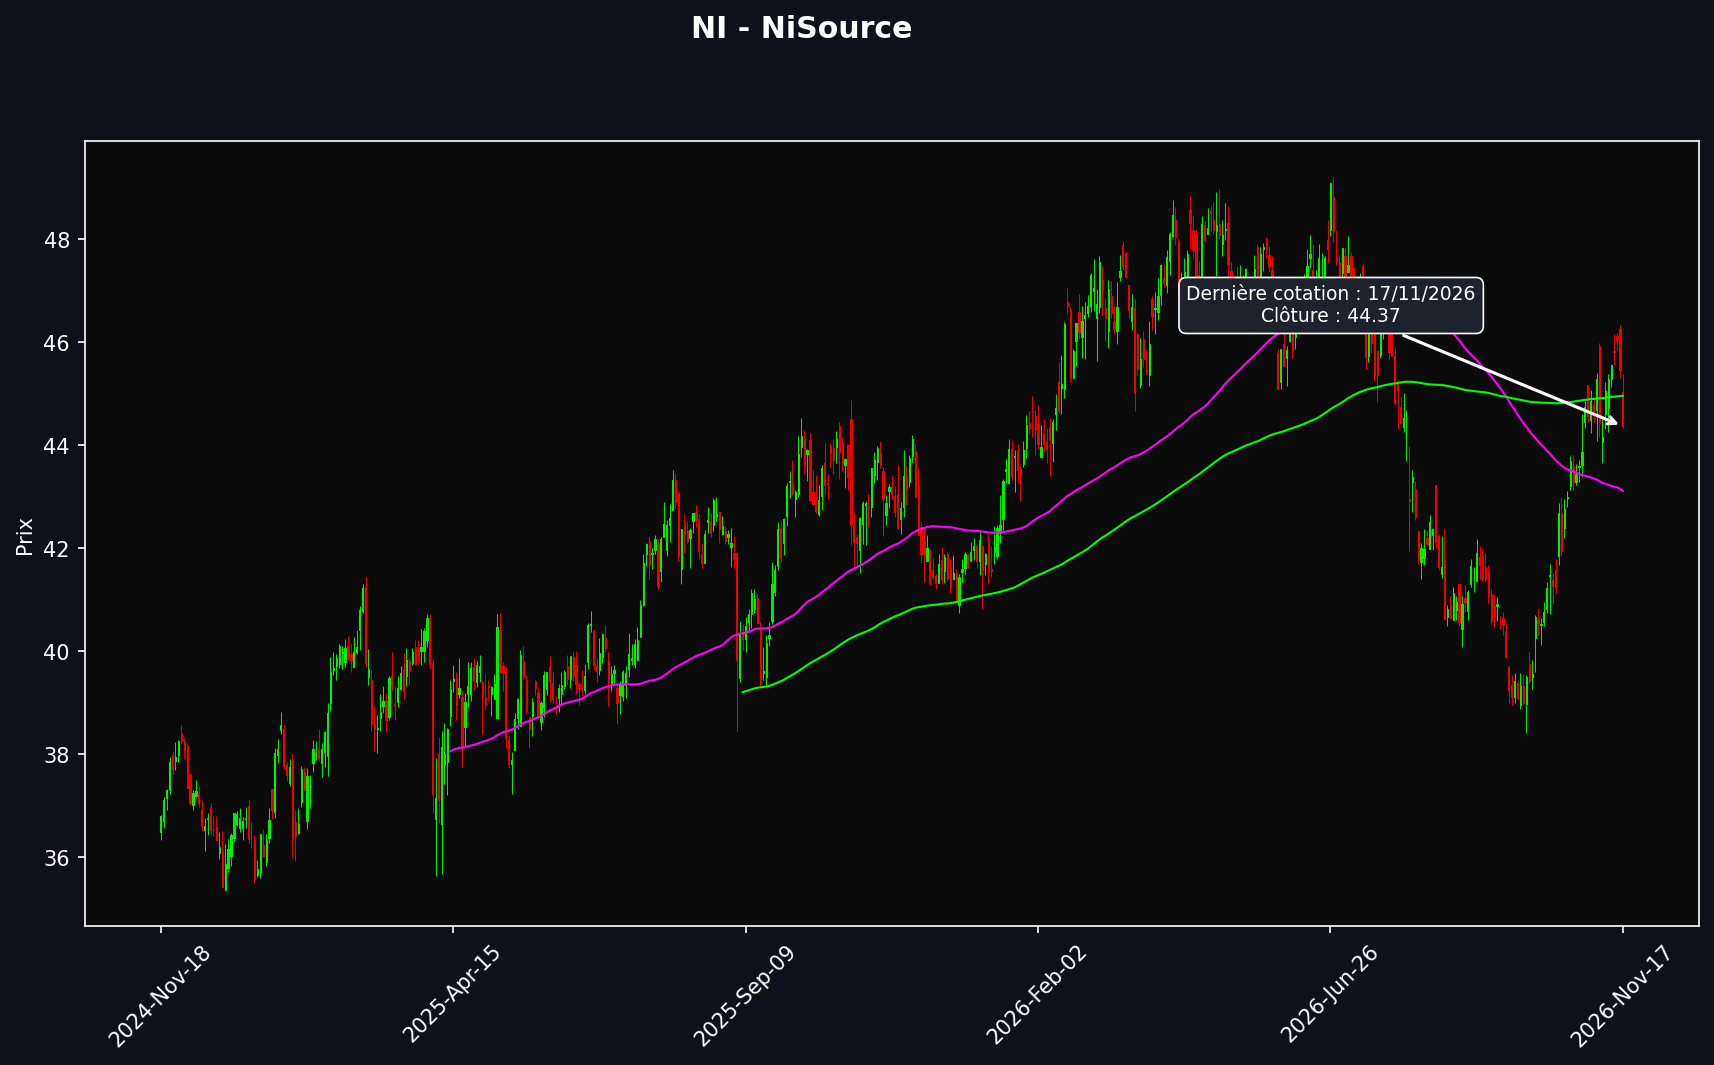 NI - NiSource
Prix
48
46
44
42
40
38
36
Dernière cotation : 17/11/2026
Clôture : 44.37
2024-Nov-18
2025-Apr-15
2025-Sep-09
2026-Feb-02
2026-Jun-26
2026-Nov-17